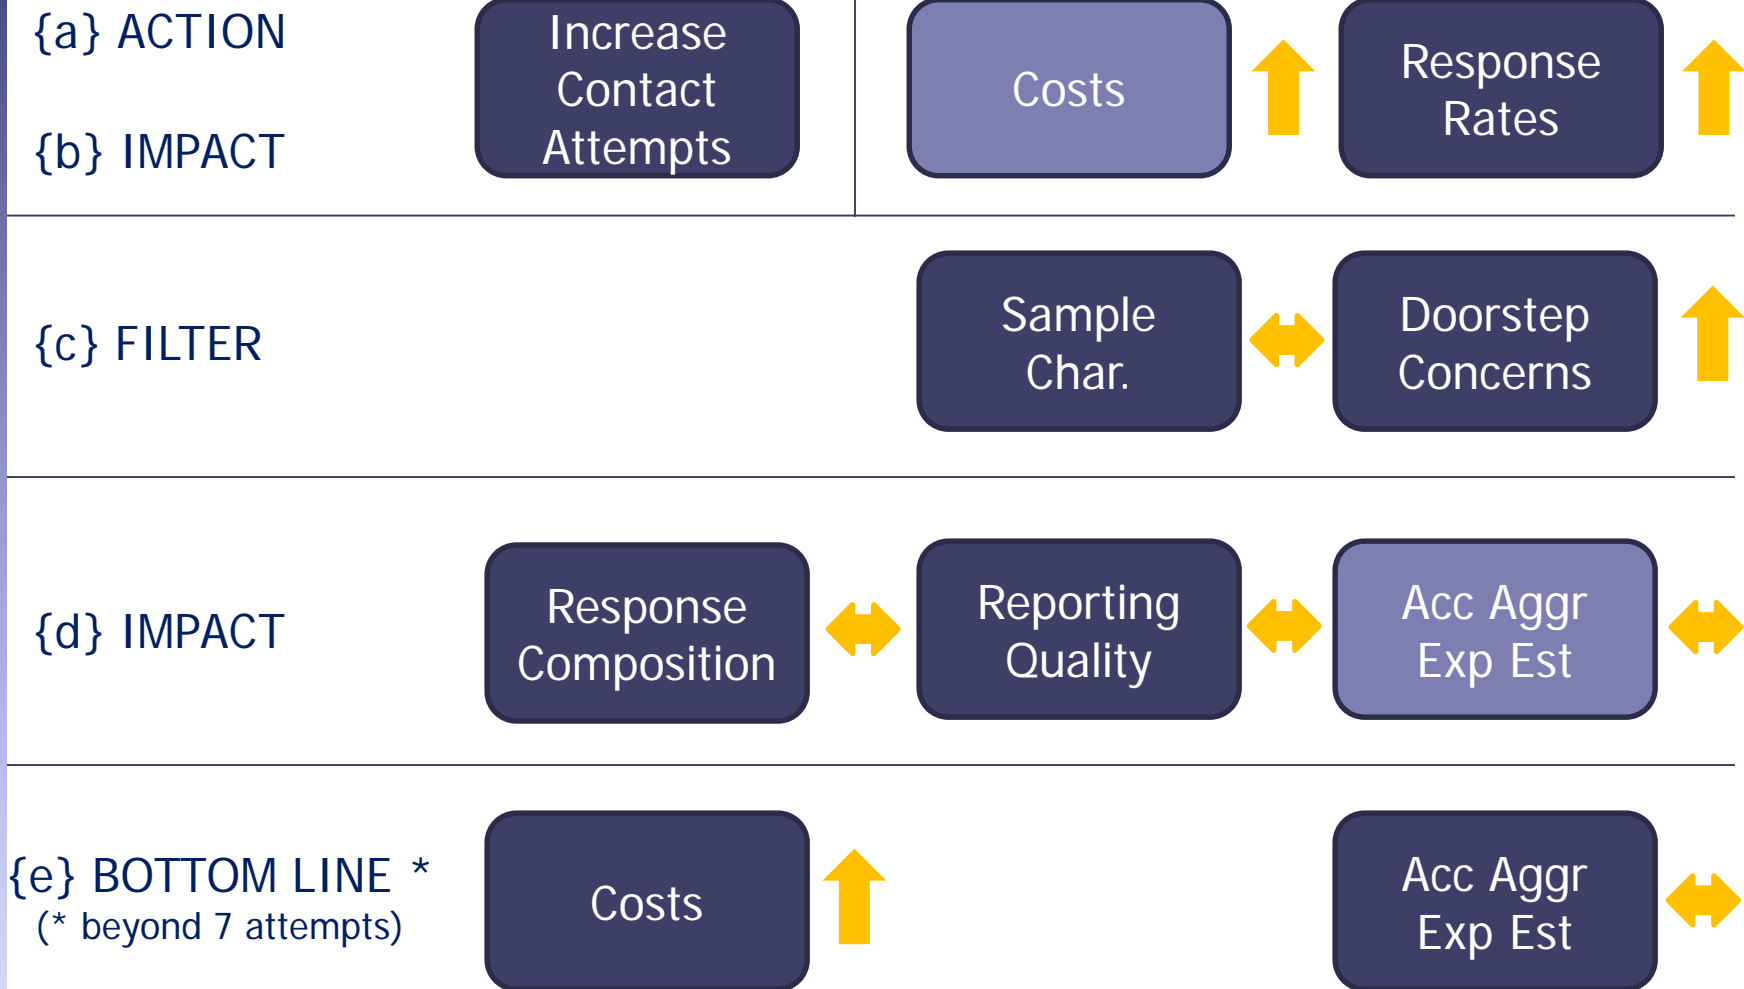 {a} ACTION
{b} IMPACT
Increase
Contact
Attempts
Costs
Response
Rates
{c} FILTER
Sample
Char.
Doorstep
Concerns
{d} IMPACT
Response
Composition
Reporting
Quality
Acc Aggr
Exp Est
{e} BOTTOM LINE *
(* beyond 7 attempts)
Costs
Acc Aggr
Exp Est